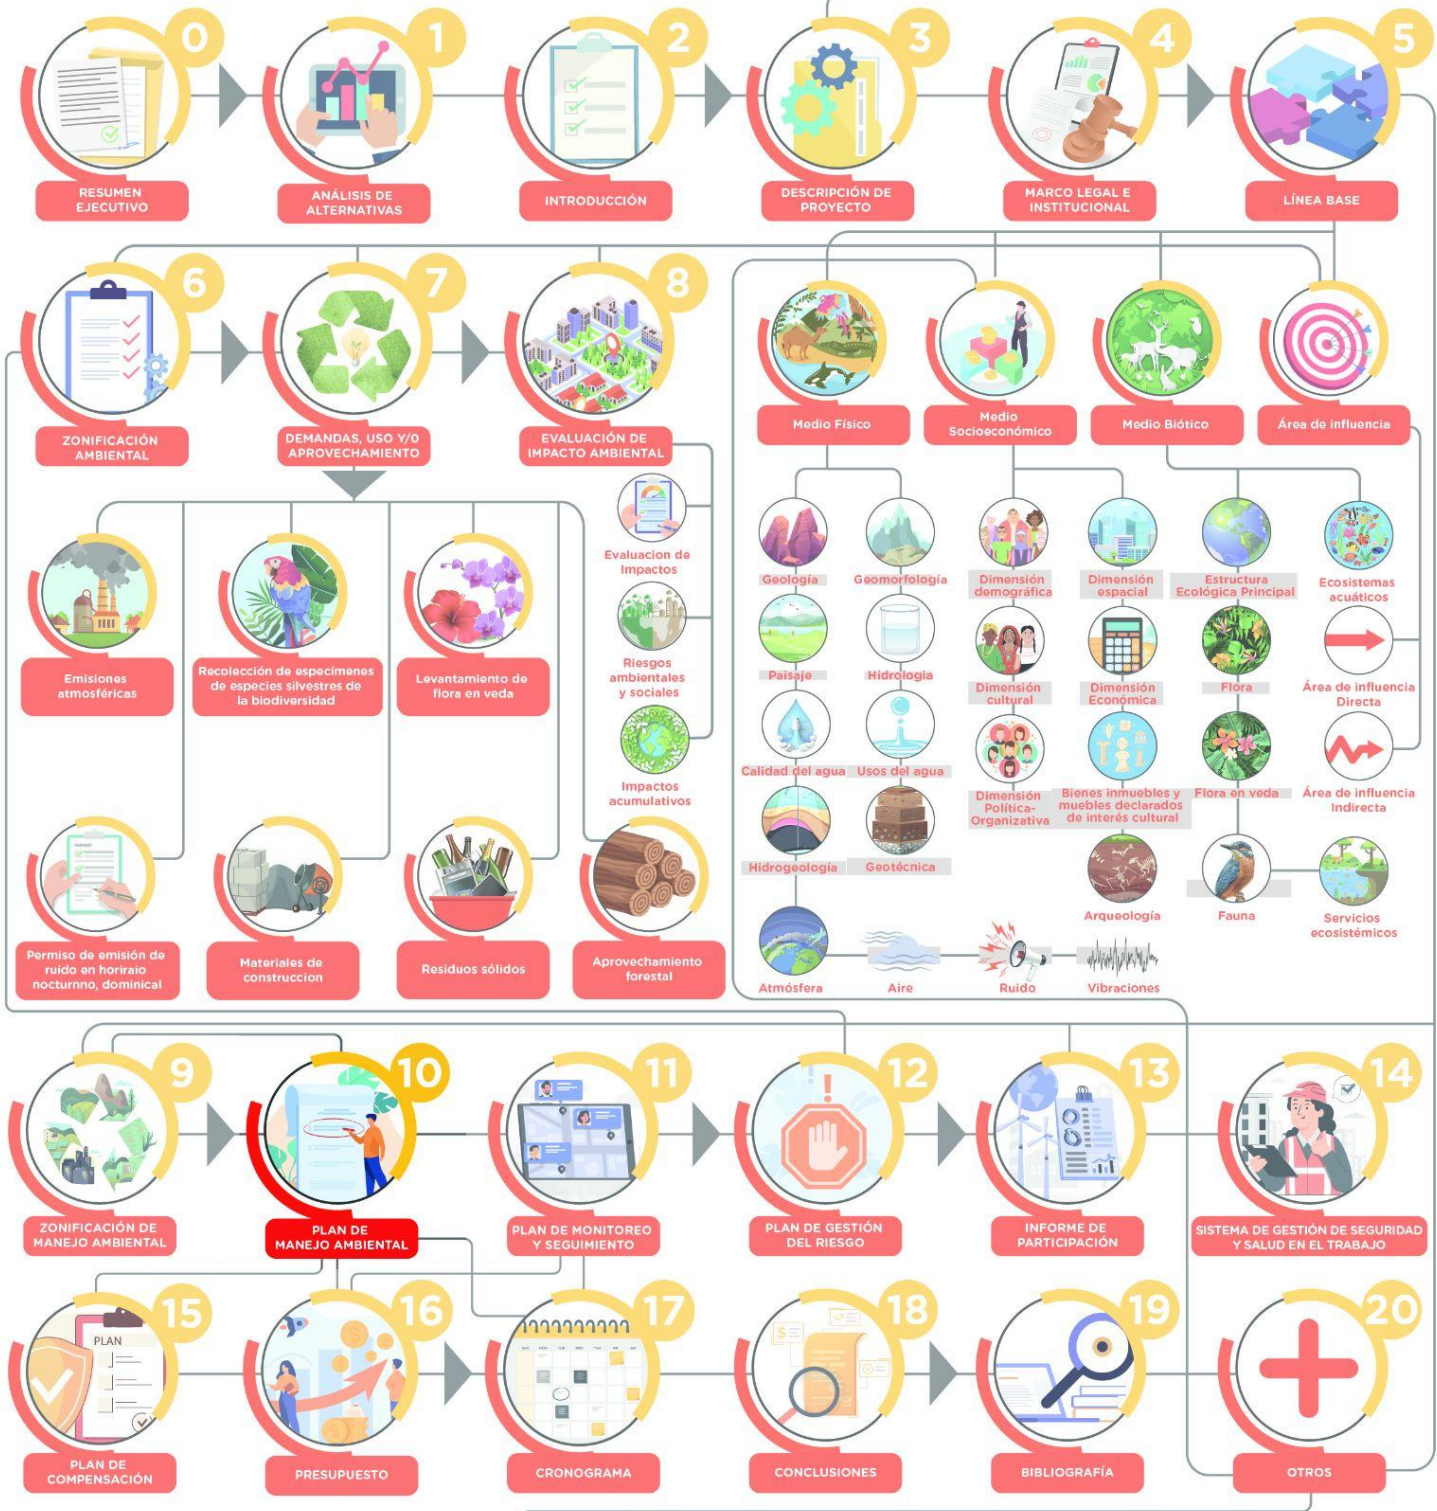 0
1
2
3
4
5
RESUMEN
EJECUTIVO
ANÁLISIS DE
ALTERNATIVAS
INTRODUCCIÓN
DESCRIPCIÓN DE
PROYECTO
MARCO LEGAL E
INSTITUCIONAL
LÍNEA BASE
6
7
8
ZONIFICACIÓN
AMBIENTAL
DEMANDAS, USO Y/0
APROVECHAMIENTO
EVALUACIÓN DE
IMPACTO AMBIENTAL
Medio Físico
Medio
Socioeconómico
Medio Biótico
Área de influencia
Evaluacion de
Impactos
Riesgos
ambientales
y sociales
Impactos
acumulativos
Emisiones
atmosféricas
Recolección de especímenes
de especies silvestres de
la biodiversidad
Levantamiento de
flora en veda
Permiso de emisión de
ruido en horiraio
nocturnno, dominical
Materiales de
construccion
Residuos sólidos
Aprovechamiento
forestal
Geología
Geomorfología
Paisaje
Hidrologia
Calidad del agua
Usos del agua
Hidrogeología
Geotécnica
Atmósfera
Aire
Ruido
Vibraciones
Dimensión
demográfica
Dimensión
espacial
Dimensión
cultural
Dimensión
Económica
Dimensión
Política-
Organizativa
Bienes inmuebles y
muebles declarados
de interés cultural
Arqueología
Estructura
Ecológica Principal
Ecosistemas
acuáticos
Flora
Flora en veda
Fauna
Servicios
ecosistémicos
Área de influencia
Directa
Área de influencia
Indirecta
9
10
11
12
13
14
ZONIFICACIÓN DE
MANEJO AMBIENTAL
PLAN DE
MANEJO AMBIENTAL
PLAN DE MONITOREO
Y SEGUIMIENTO
PLAN DE GESTIÓN
DEL RIESGO
INFORME DE
PARTICIPACIÓN
SISTEMA DE GESTIÓN DE SEGURIDAD
Y SALUD EN EL TRABAJO
15
16
17
18
19
20
PLAN
PLAN DE
COMPENSACIÓN
PRESUPUESTO
CRONOGRAMA
CONCLUSIONES
BIBLIOGRAFÍA
OTROS